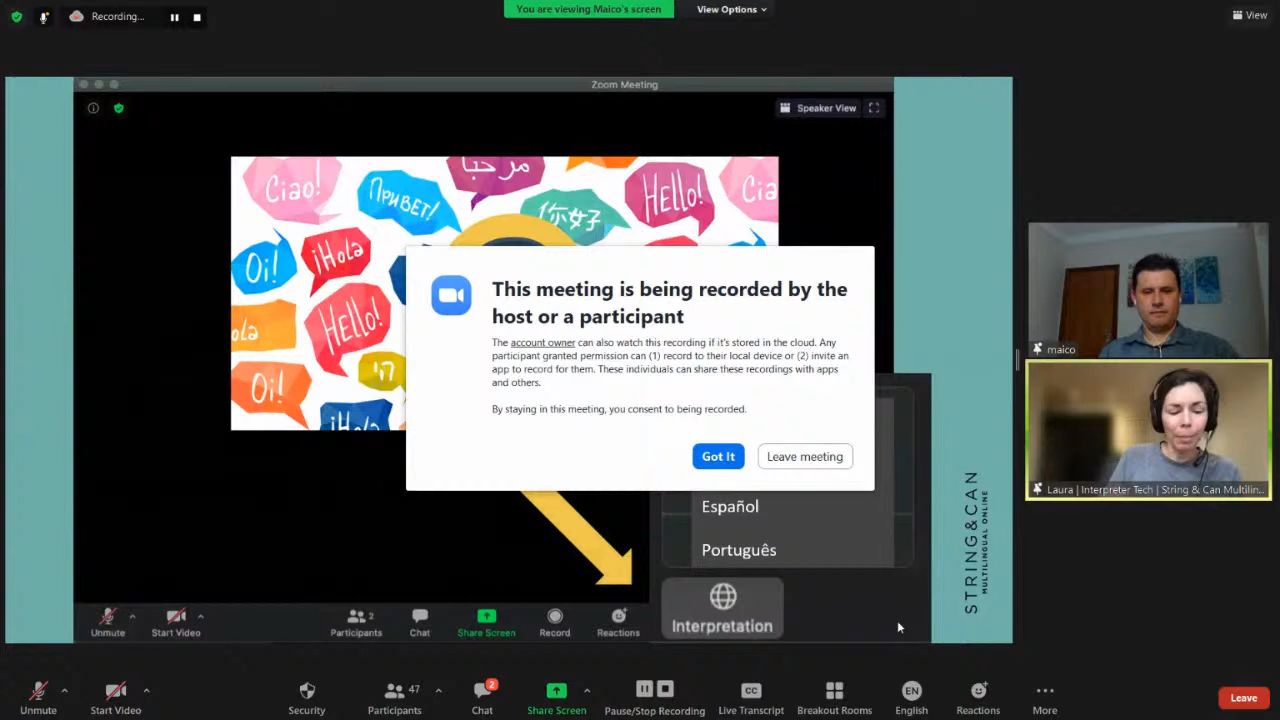 Recording...
You are viewing Maico's screen
View Options
View
Zoom Meeting
Speaker View
Ciao!
Привет!
مرحبا
你好
Hello!
Cia
Oi!
¡Hola
Hello!
ola
Oi!
¡Hola
This meeting is being recorded by the
host or a participant
The account owner can also watch this recording if it's stored in the cloud. Any
participant granted permission can (1) record to their local device or (2) invite an
app to record for them. These individuals can share these recordings with apps
and others.
By staying in this meeting, you consent to being recorded.
Got It
Leave meeting
Español
Português
Interpretation
maico
Laura | Interpreter Tech | String & Can Multilin...
STRING&CAN
MULTILINGUAL ONLINE
Unmute
Start Video
2
Participants
Chat
Share Screen
Record
Reactions
Unmute
Start Video
Security
47
Participants
2
Chat
Share Screen
Pause/Stop Recording
CC
Live Transcript
Breakout Rooms
EN
English
Reactions
More
Leave